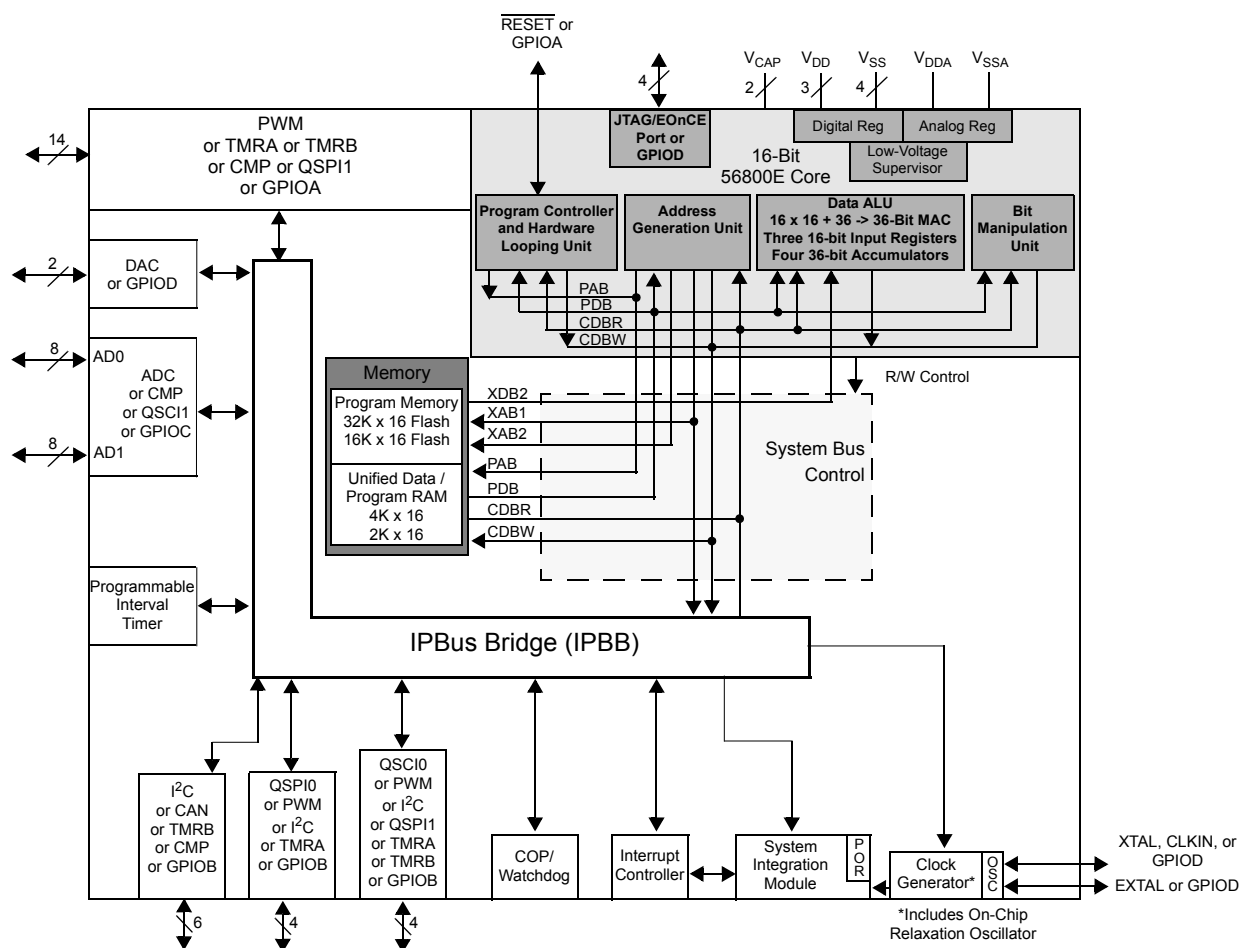 RESET or
GPIOA
4
V_CAP
V_DD
V_SS
V_DDA
V_SSA
2
3
4
PWM
or TMRA or TMRB
or CMP or QSPI1
or GPIOA
14
JTAG/EOnCE
Port or
GPIOD
Digital Reg
Analog Reg
Low-Voltage
Supervisor
16-Bit
56800E Core
Program Controller
and Hardware
Looping Unit
Address
Generation Unit
Data ALU
16 x 16 + 36 -> 36-Bit MAC
Three 16-bit Input Registers
Four 36-bit Accumulators
Bit
Manipulation
Unit
PAB
PDB
CDBR
CDBW
2
DAC
or GPIOD
8
AD0
ADC
or CMP
or QSCI1
or GPIOC
8
AD1
R/W Control
Memory
Program Memory
32K x 16 Flash
16K x 16 Flash
Unified Data /
Program RAM
4K x 16
2K x 16
XDB2
XAB1
XAB2
PAB
PDB
CDBR
CDBW
System Bus
Control
Programmable
Interval
Timer
IPBus Bridge (IPBB)
I²C
or CAN
or TMRB
or CMP
or GPIOB
6
QSPI0
or PWM
or I²C
or TMRA
or GPIOB
4
QSCI0
or PWM
or I²C
or QSPI1
or TMRA
or TMRB
or GPIOB
4
COP/
Watchdog
Interrupt
Controller
System
Integration
Module
POR
Clock
Generator*
OSC
XTAL, CLKIN, or
GPIOD
EXTAL or GPIOD
*Includes On-Chip
Relaxation Oscillator